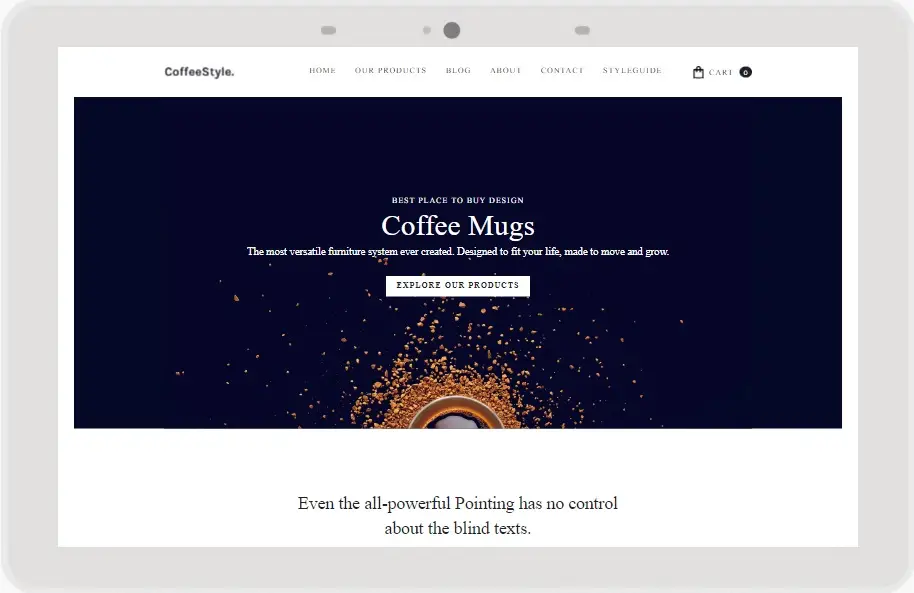 CoffeeStyle.
HOME OUR PRODUCTS BLOG ABOUT CONTACT STYLEGUIDE CART 0
BEST PLACE TO BUY DESIGN
Coffee Mugs
The most versatile furniture system ever created. Designed to fit your life, made to move and grow.
EXPLORE OUR PRODUCTS
Even the all-powerful Pointing has no control
about the blind texts.